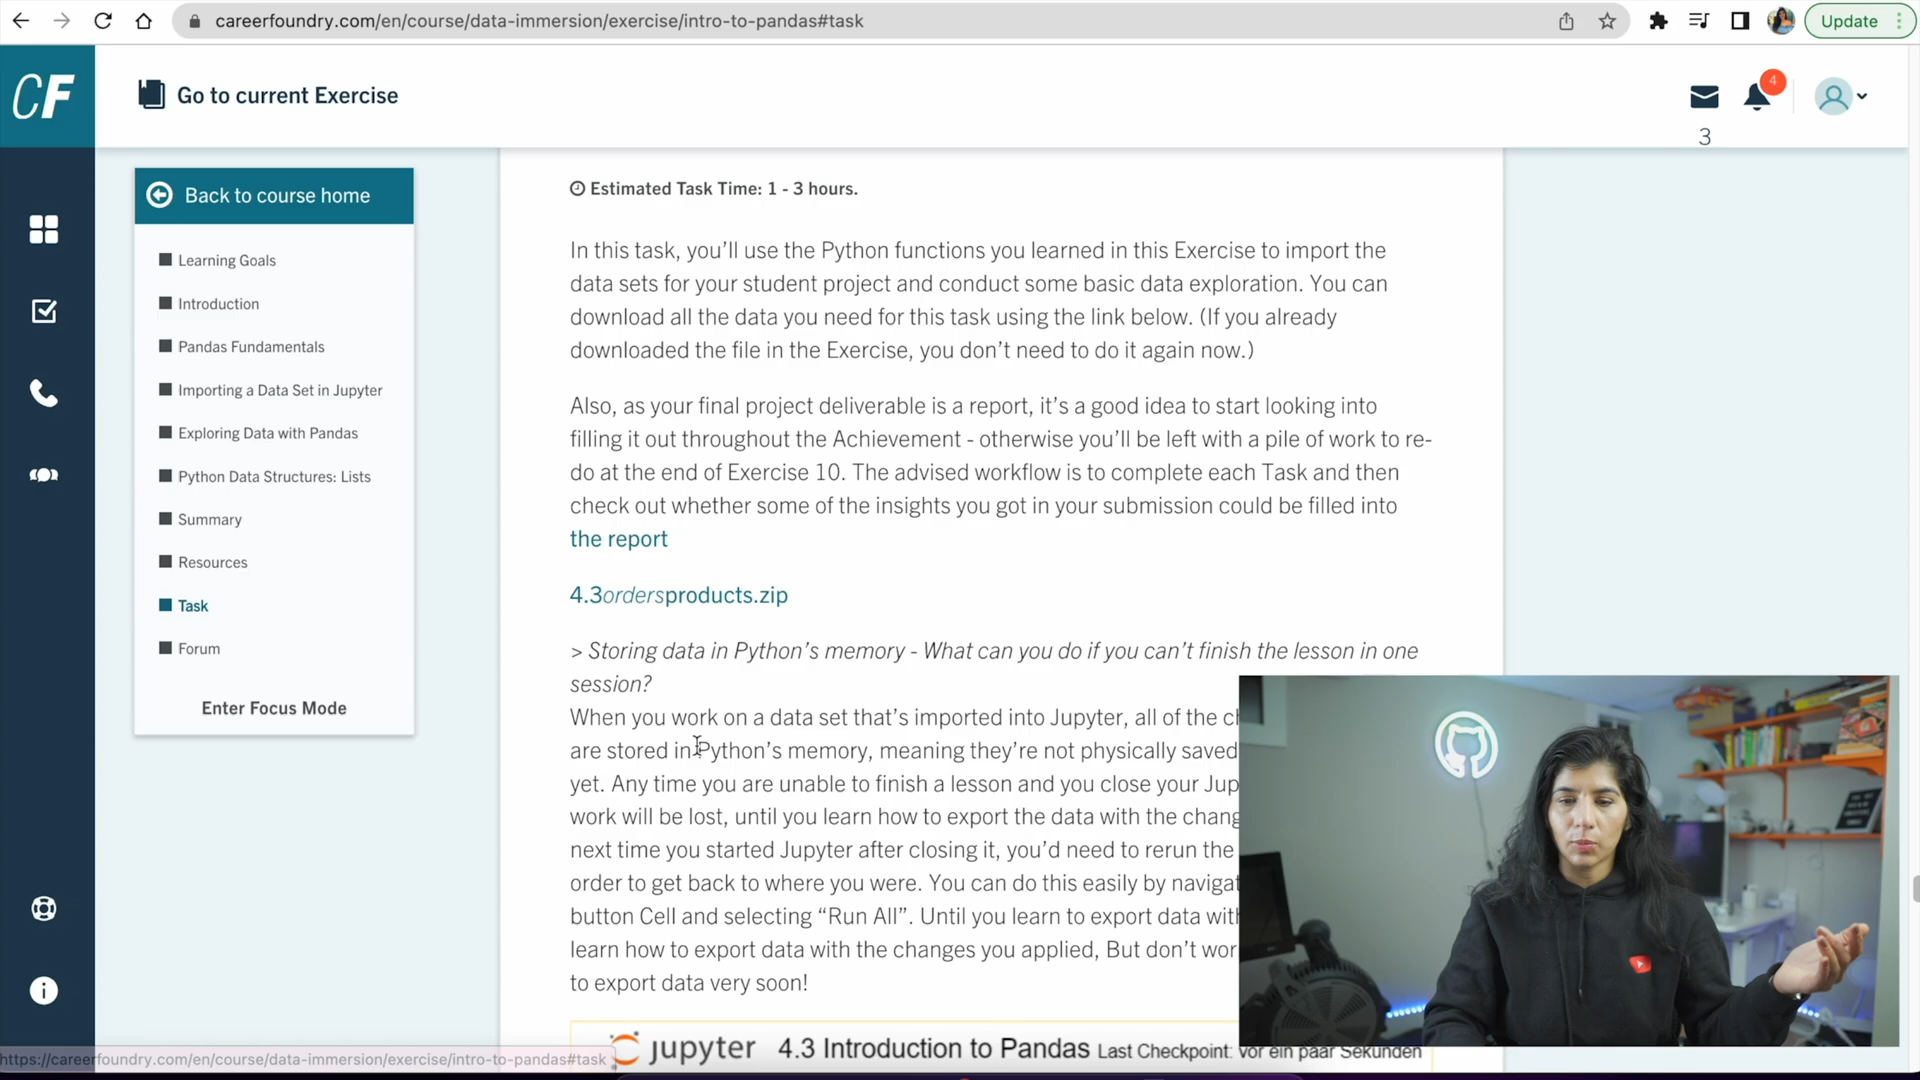 careerfoundry.com/en/course/data-immersion/exercise/intro-to-pandas#task
Update
CF
Go to current Exercise
4
3
Back to course home
Learning Goals
Introduction
Pandas Fundamentals
Importing a Data Set in Jupyter
Exploring Data with Pandas
Python Data Structures: Lists
Summary
Resources
Task
Forum
Enter Focus Mode
Estimated Task Time: 1 - 3 hours.
In this task, you’ll use the Python functions you learned in this Exercise to import the
data sets for your student project and conduct some basic data exploration. You can
download all the data you need for this task using the link below. (If you already
downloaded the file in the Exercise, you don’t need to do it again now.)
Also, as your final project deliverable is a report, it’s a good idea to start looking into
filling it out throughout the Achievement - otherwise you’ll be left with a pile of work to re-
do at the end of Exercise 10. The advised workflow is to complete each Task and then
check out whether some of the insights you got in your submission could be filled into
the report
4.3ordersproducts.zip
> Storing data in Python’s memory - What can you do if you can’t finish the lesson in one
session?
When you work on a data set that’s imported into Jupyter, all of the ch
are stored in Python’s memory, meaning they’re not physically saved
yet. Any time you are unable to finish a lesson and you close your Jup
work will be lost, until you learn how to export the data with the chang
next time you started Jupyter after closing it, you’d need to rerun the
order to get back to where you were. You can do this easily by navigat
button Cell and selecting “Run All”. Until you learn to export data wit
learn how to export data with the changes you applied, But don’t wor
to export data very soon!
jupyter 4.3 Introduction to Pandas Last Checkpoint: vor ein paar Sekunden
https://careerfoundry.com/en/course/data-immersion/exercise/intro-to-pandas#task